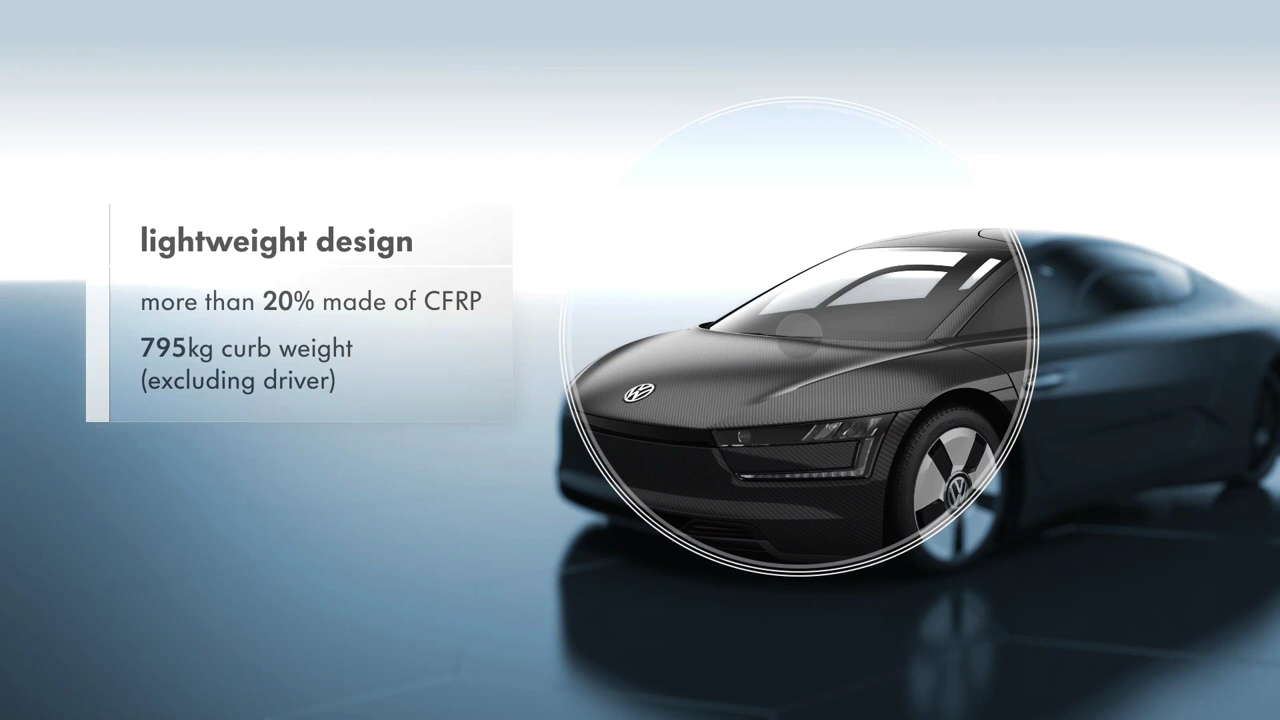 lightweight design
more than 20% made of CFRP
795kg curb weight
(excluding driver)